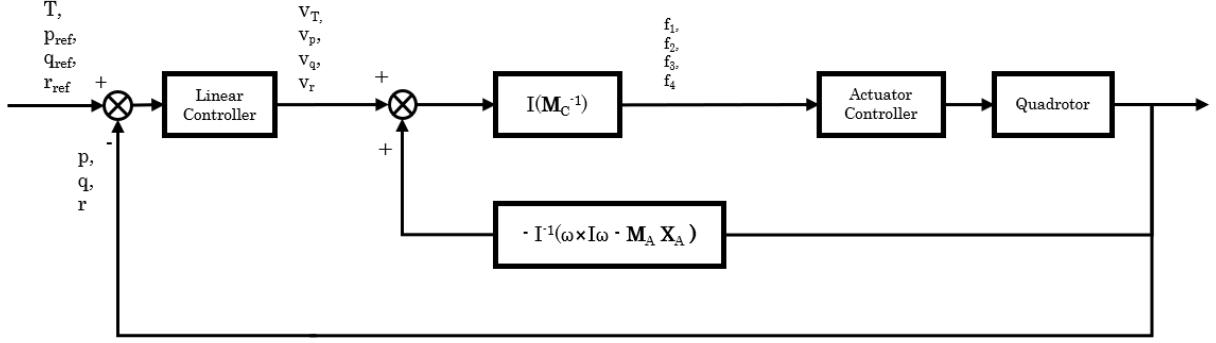 T,
p_ref,
q_ref,
r_ref
+
-
p,
q,
r
Linear
Controller
v_T,
v_p,
v_q,
v_r
+
+
I(M_C^-1)
f_1,
f_2,
f_3,
f_4
Actuator
Controller
Quadrotor
- I^-1(ω×Iω - M_A X_A )